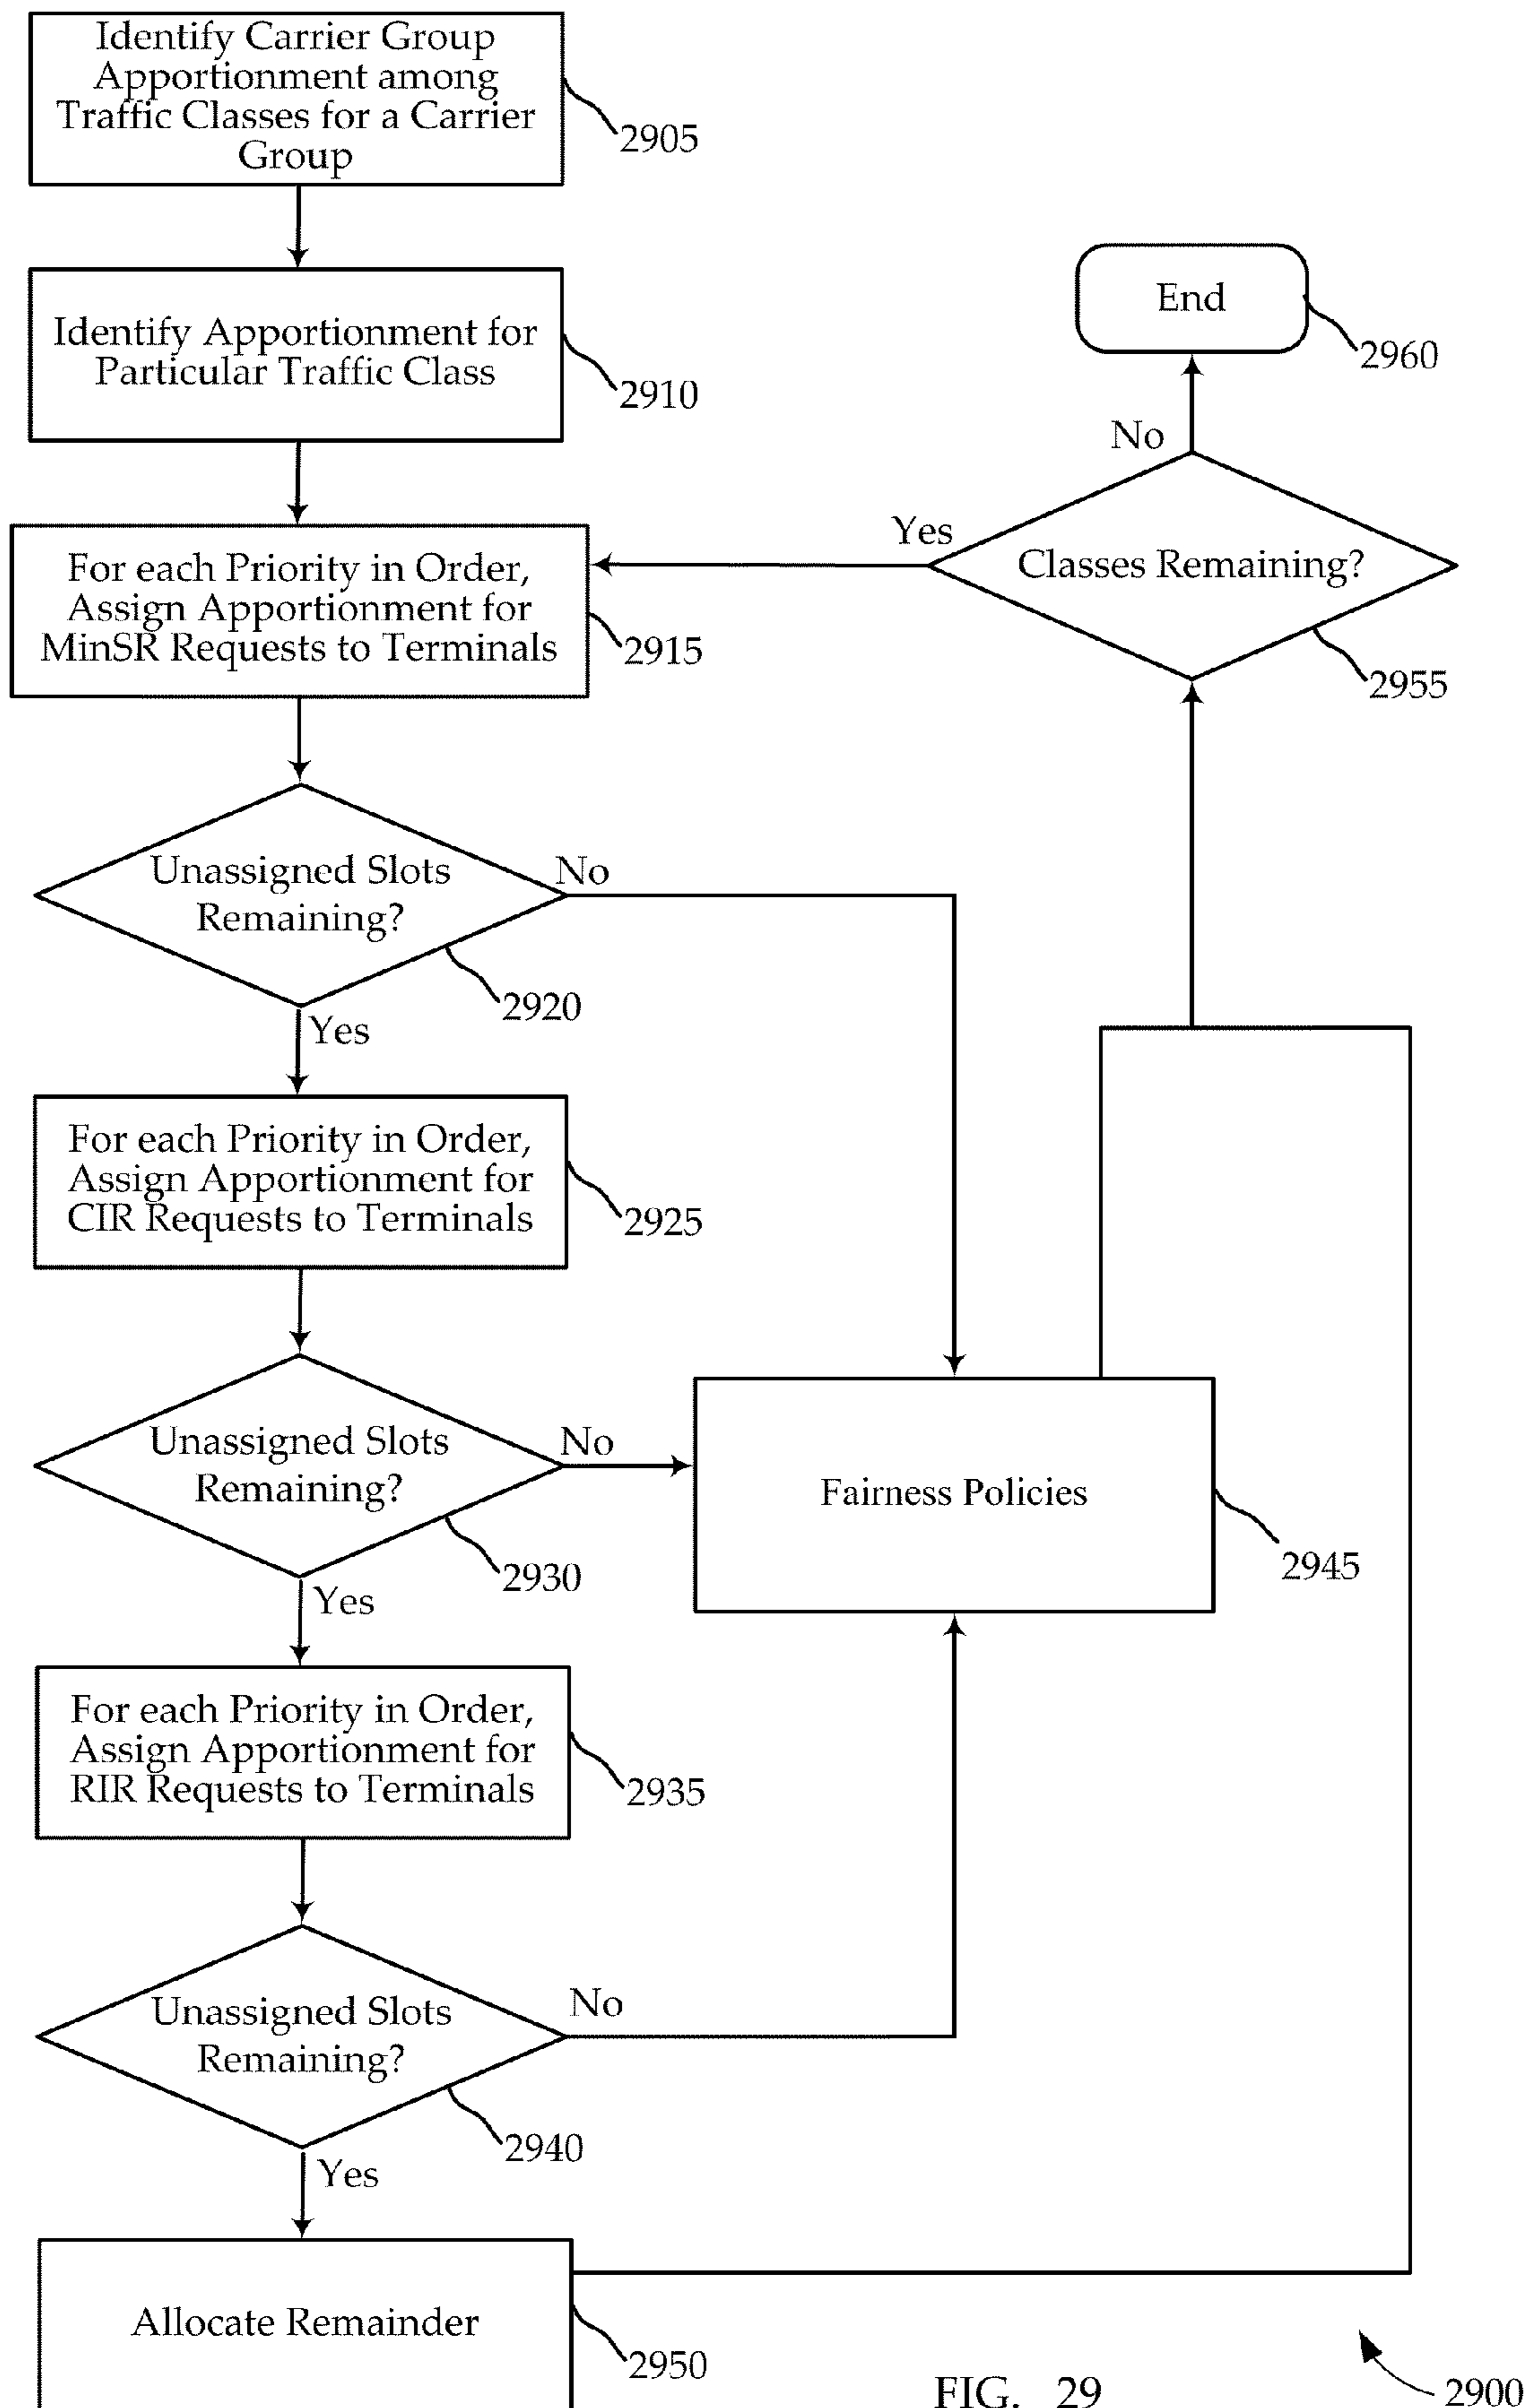 Identify Carrier Group
Apportionment among
Traffic Classes for a Carrier
Group
2905
Identify Apportionment for
Particular Traffic Class
2910
End
2960
No
Yes
Classes Remaining?
2955
For each Priority in Order,
Assign Apportionment for
MinSR Requests to Terminals
2915
Unassigned Slots
Remaining?
No
2920
Yes
For each Priority in Order,
Assign Apportionment for
CIR Requests to Terminals
2925
Unassigned Slots
Remaining?
No
2930
Yes
Fairness Policies
2945
For each Priority in Order,
Assign Apportionment for
RIR Requests to Terminals
2935
Unassigned Slots
Remaining?
No
2940
Yes
Allocate Remainder
2950
FIG. 29
2900